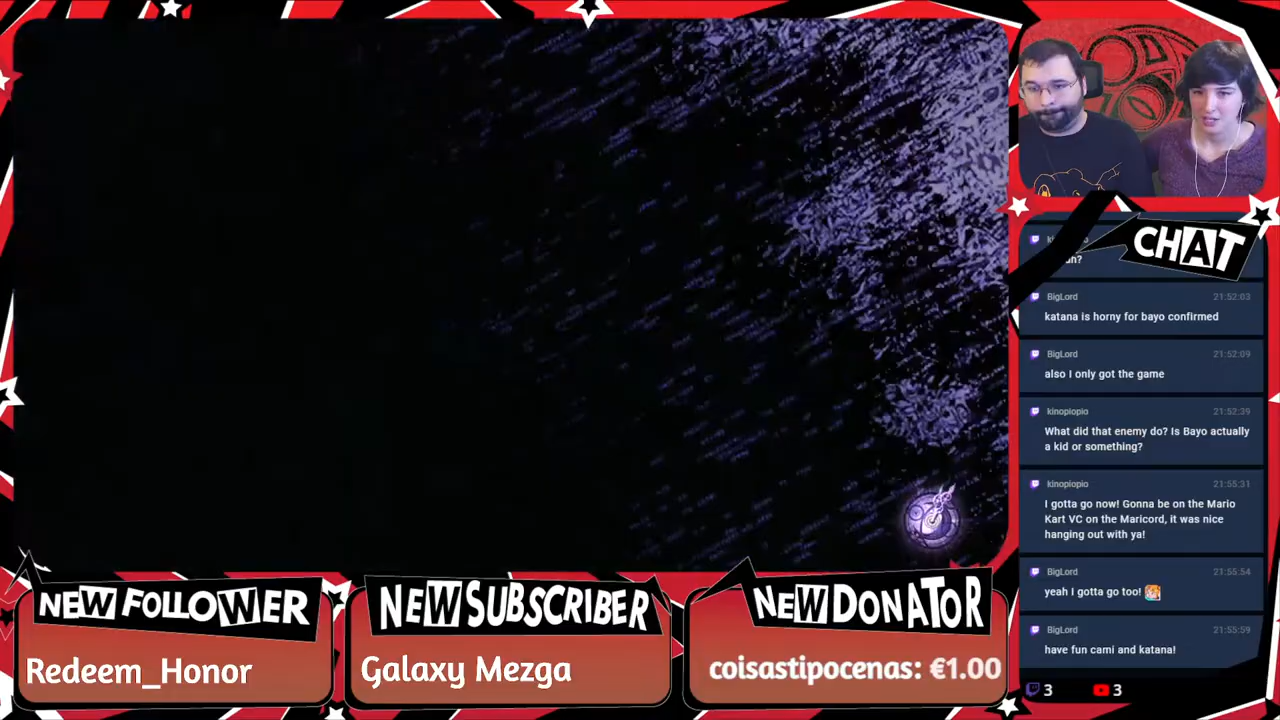 CHAT
BigLord 21:52:03
katana is horny for bayo confirmed
BigLord 21:52:09
also I only got the game
kinopiopio 21:52:39
What did that enemy do? Is Bayo actually
a kid or something?
kinopiopio 21:55:31
I gotta go now! Gonna be on the Mario
Kart VC on the Maricord, it was nice
hanging out with ya!
BigLord 21:55:54
yeah i gotta go too!
BigLord 21:55:59
have fun cami and katana!
3 3
NEW FOLLOWER
Redeem_Honor
NEW SUBSCRIBER
Galaxy Mezga
NEW DONATOR
coisastipocenas: €1.00